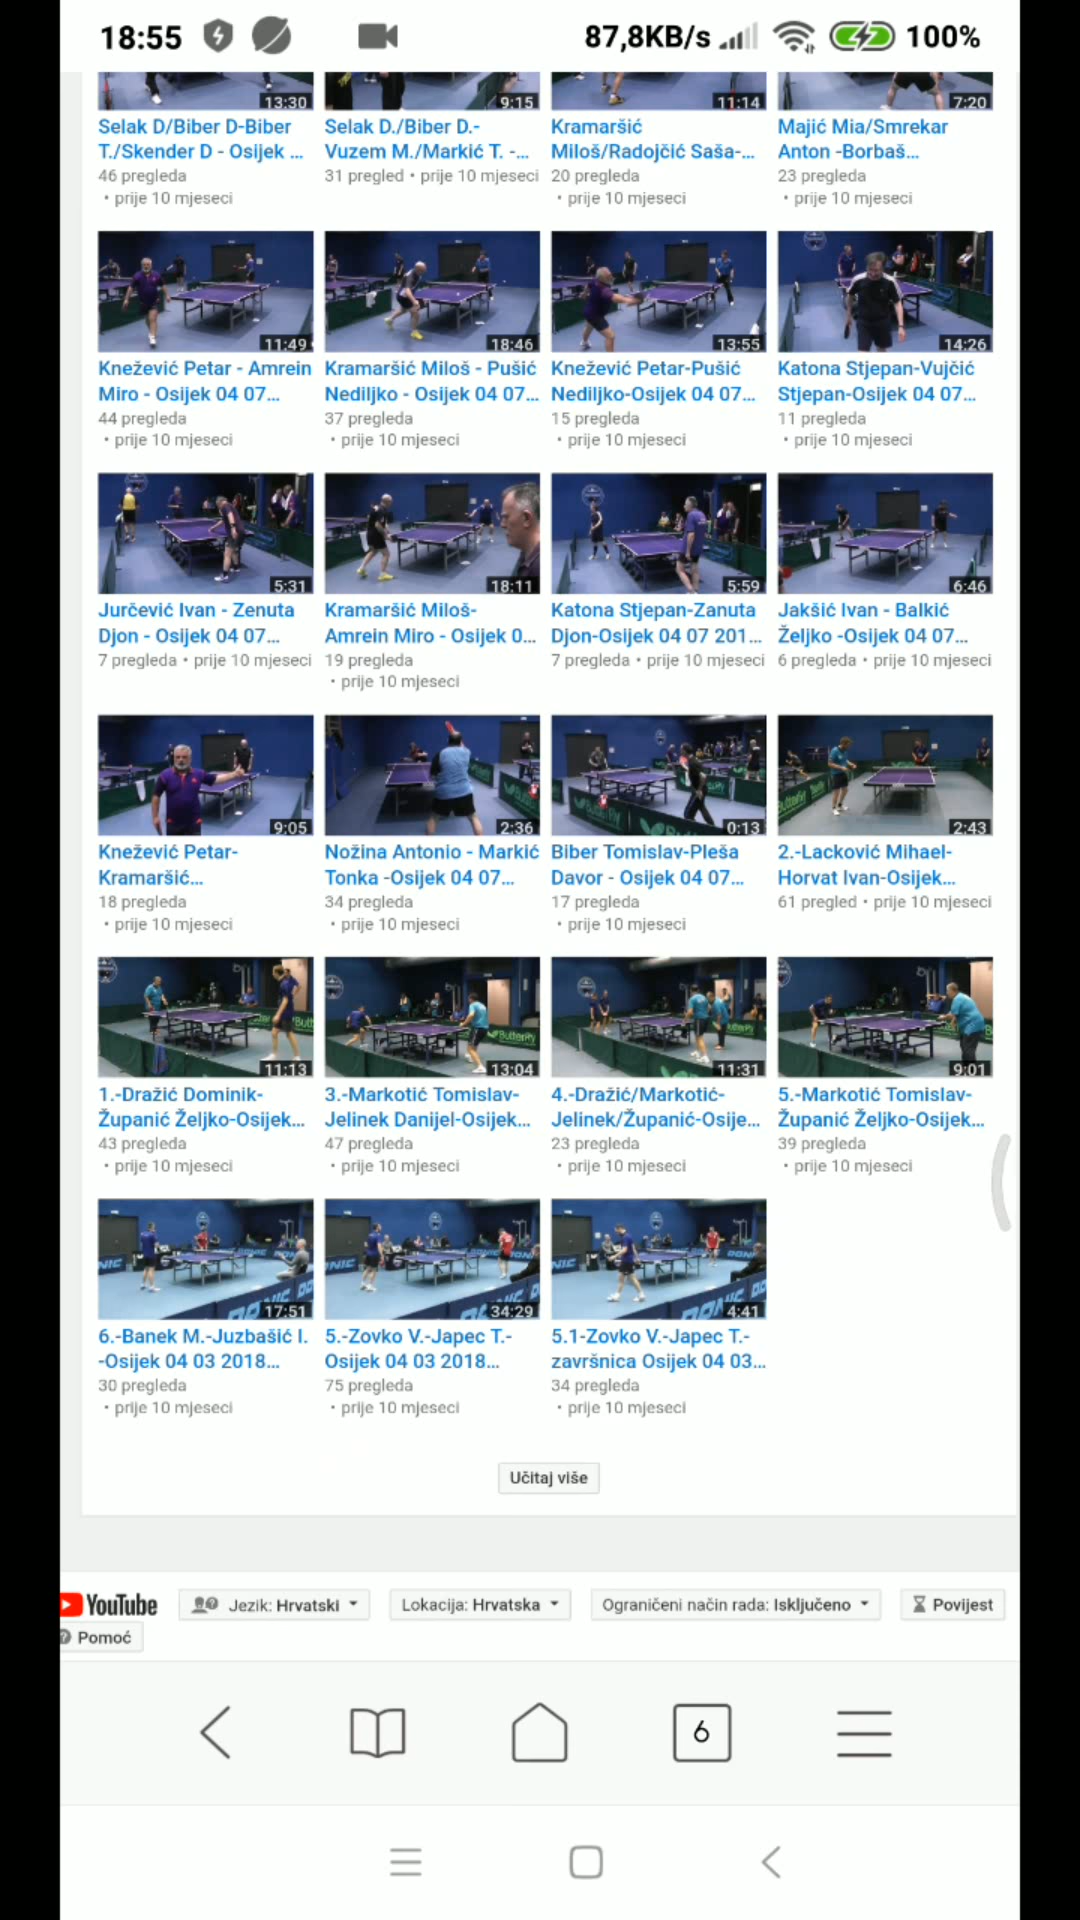 18:55 87,8KB/s 100%
13:30 9:15 11:14 7:20
Selak D/Biber D-Biber
T./Skender D - Osijek ...
46 pregleda
• prije 10 mjeseci
Selak D./Biber D.-
Vuzem M./Markić T. -...
31 pregled • prije 10 mjeseci
Kramaršić
Miloš/Radojčić Saša-...
20 pregleda
• prije 10 mjeseci
Majić Mia/Smrekar
Anton -Borbaš...
23 pregleda
• prije 10 mjeseci
11:49 18:46 13:55 14:26
Knežević Petar - Amrein
Miro - Osijek 04 07...
44 pregleda
• prije 10 mjeseci
Kramaršić Miloš - Pušić
Nediljko - Osijek 04 07...
37 pregleda
• prije 10 mjeseci
Knežević Petar-Pušić
Nediljko-Osijek 04 07...
15 pregleda
• prije 10 mjeseci
Katona Stjepan-Vujčić
Stjepan-Osijek 04 07...
11 pregleda
• prije 10 mjeseci
5:31 18:11 5:59 6:46
Jurčević Ivan - Zenuta
Djon - Osijek 04 07...
7 pregleda • prije 10 mjeseci
Kramaršić Miloš-
Amrein Miro - Osijek 0...
19 pregleda
• prije 10 mjeseci
Katona Stjepan-Zanuta
Djon-Osijek 04 07 201...
7 pregleda • prije 10 mjeseci
Jakšić Ivan - Balkić
Željko -Osijek 04 07...
6 pregleda • prije 10 mjeseci
9:05 2:36 0:13 2:43
Knežević Petar-
Kramaršić...
18 pregleda
• prije 10 mjeseci
Nožina Antonio - Markić
Tonka -Osijek 04 07...
34 pregleda
• prije 10 mjeseci
Biber Tomislav-Pleša
Davor - Osijek 04 07...
17 pregleda
• prije 10 mjeseci
2.-Lacković Mihael-
Horvat Ivan-Osijek...
61 pregled • prije 10 mjeseci
11:13 13:04 11:31 9:01
1.-Dražić Dominik-
Županić Željko-Osijek...
43 pregleda
• prije 10 mjeseci
3.-Markotić Tomislav-
Jelinek Danijel-Osijek...
47 pregleda
• prije 10 mjeseci
4.-Dražić/Markotić-
Jelinek/Županić-Osije...
23 pregleda
• prije 10 mjeseci
5.-Markotić Tomislav-
Županić Željko-Osijek...
39 pregleda
• prije 10 mjeseci
17:51 34:29 4:41
6.-Banek M.-Juzbašić I.
-Osijek 04 03 2018...
30 pregleda
• prije 10 mjeseci
5.-Zovko V.-Japec T.-
Osijek 04 03 2018...
75 pregleda
• prije 10 mjeseci
5.1-Zovko V.-Japec T.-
završnica Osijek 04 03...
34 pregleda
• prije 10 mjeseci
Učitaj više
YouTube Jezik: Hrvatski Lokacija: Hrvatska Ograničeni način rada: Isključeno Povijest
Pomoć
6